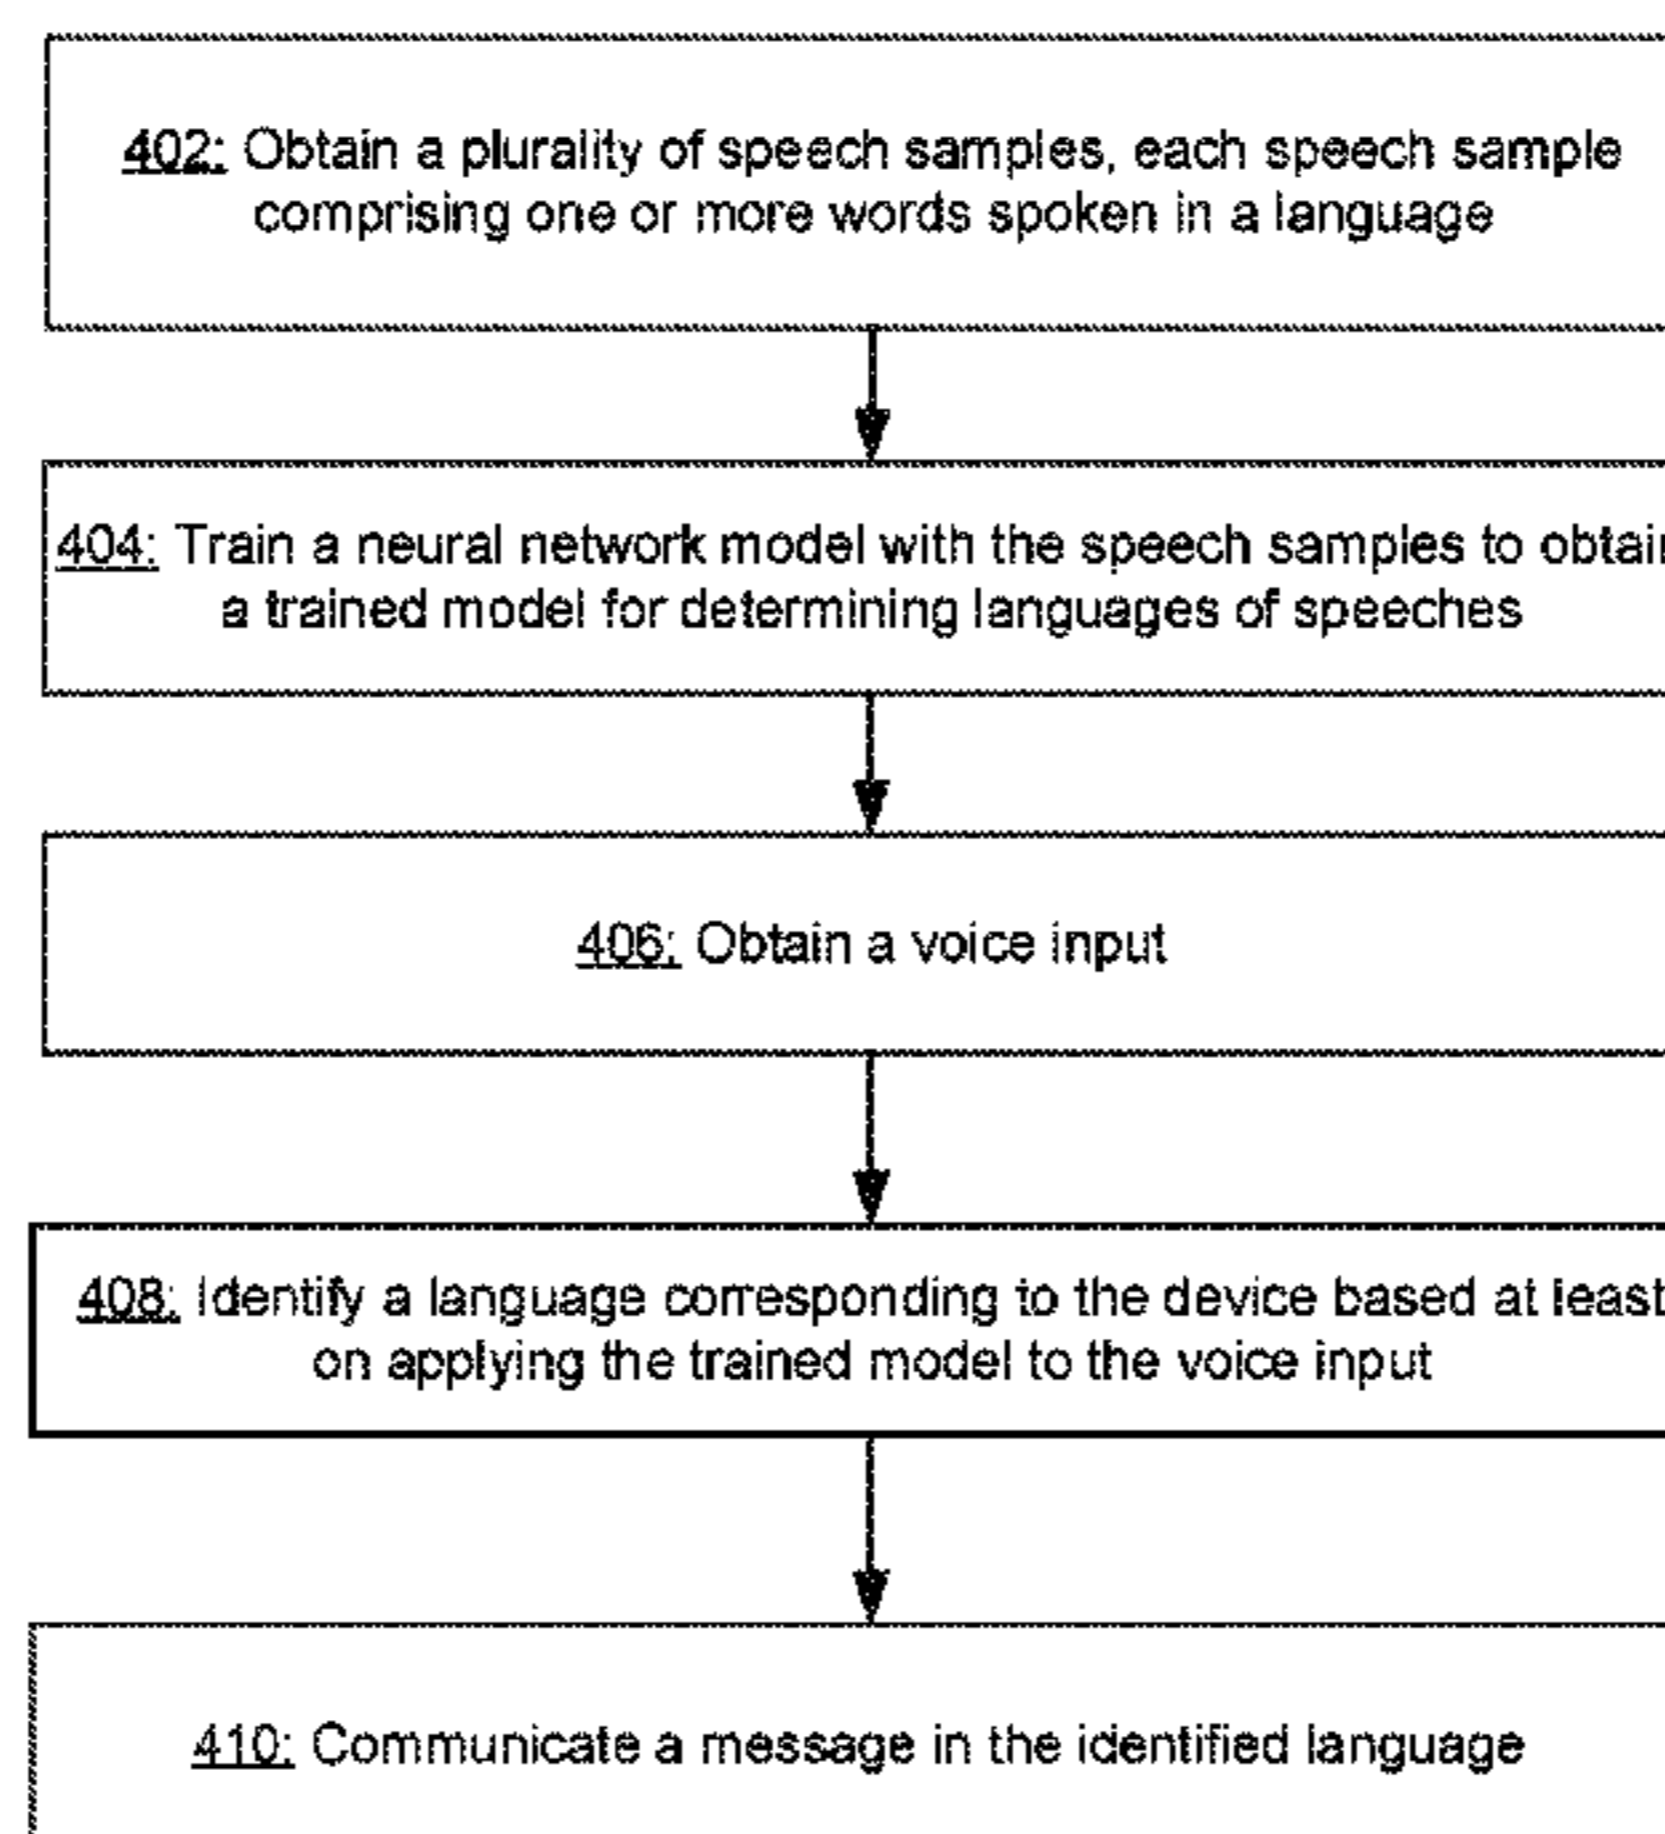 402: Obtain a plurality of speech samples, each speech sample
comprising one or more words spoken in a language
404: Train a neural network model with the speech samples to obtain
a trained model for determining languages of speeches
406: Obtain a voice input
408: Identify a language corresponding to the device based at least
on applying the trained model to the voice input
410: Communicate a message in the identified language